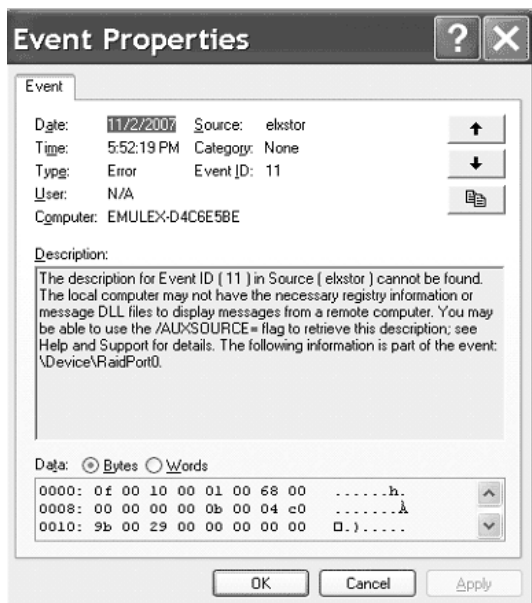 Event Properties
Event
Date: 11/2/2007 Source: elxstor
Time: 5:52:19 PM Category: None
Type: Error Event ID: 11
User: N/A
Computer: EMULEX-D4C6E5BE
Description:
The description for Event ID ( 11 ) in Source ( elxstor ) cannot be found.
The local computer may not have the necessary registry information or
message DLL files to display messages from a remote computer. You may
be able to use the /AUXSOURCE= flag to retrieve this description; see
Help and Support for details. The following information is part of the event:
\Device\RaidPort0.
Data: Bytes Words
0000: 0f 00 10 00 01 00 68 00 ......h.
0008: 00 00 00 00 0b 00 04 c0 .......À
0010: 9b 00 29 00 00 00 00 00 □.).....
OK Cancel Apply